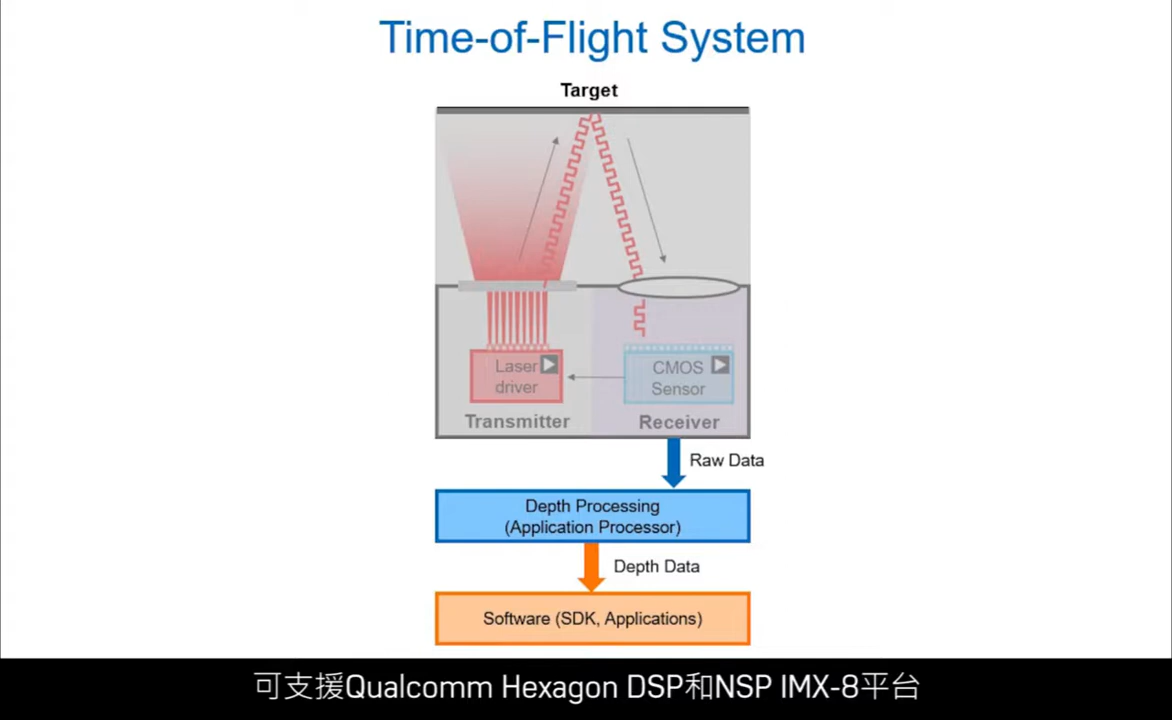 Time-of-Flight System
Target
Laser
driver
CMOS
Sensor
Transmitter
Receiver
Raw Data
Depth Processing
(Application Processor)
Depth Data
Software (SDK, Applications)
可支援Qualcomm Hexagon DSP和NSP IMX-8平台